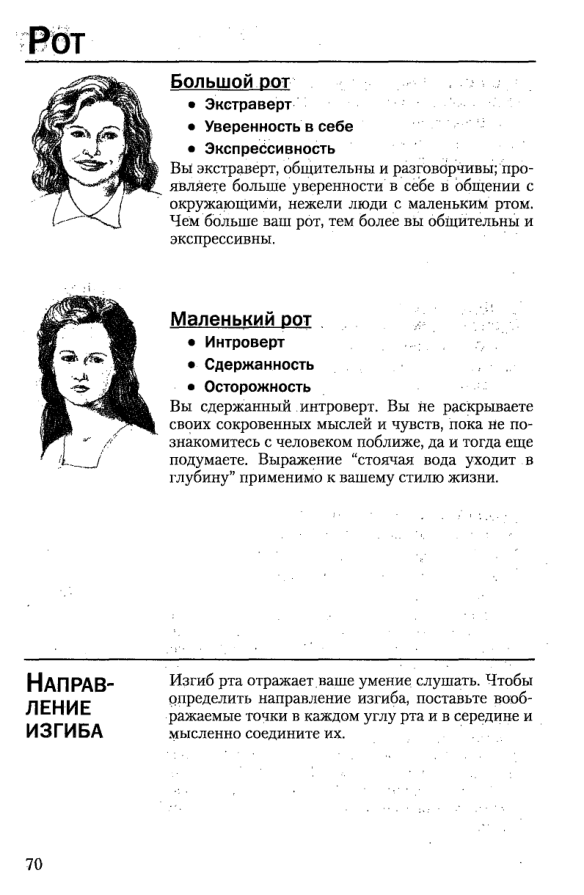 Рот
Большой рот
• Экстраверт
• Уверенность в себе
• Экспрессивность
Вы экстраверт, общительны и разговорчивы; про-
являете больше уверенности в себе в общении с
окружающими, нежели люди с маленьким ртом.
Чем больше ваш рот, тем более вы общительны и
экспрессивны.
Маленький рот
• Интроверт
• Сдержанность
• Осторожность
Вы сдержанный интроверт. Вы не раскрываете
своих сокровенных мыслей и чувств, пока не по-
знакомитесь с человеком поближе, да и тогда еще
подумаете. Выражение “стоячая вода уходит в
глубину” применимо к вашему стилю жизни.
Направ-
ление
изгиба
Изгиб рта отражает ваше умение слушать. Чтобы
определить направление изгиба, поставьте вооб-
ражаемые точки в каждом углу рта и в середине и
мысленно соедините их.
70